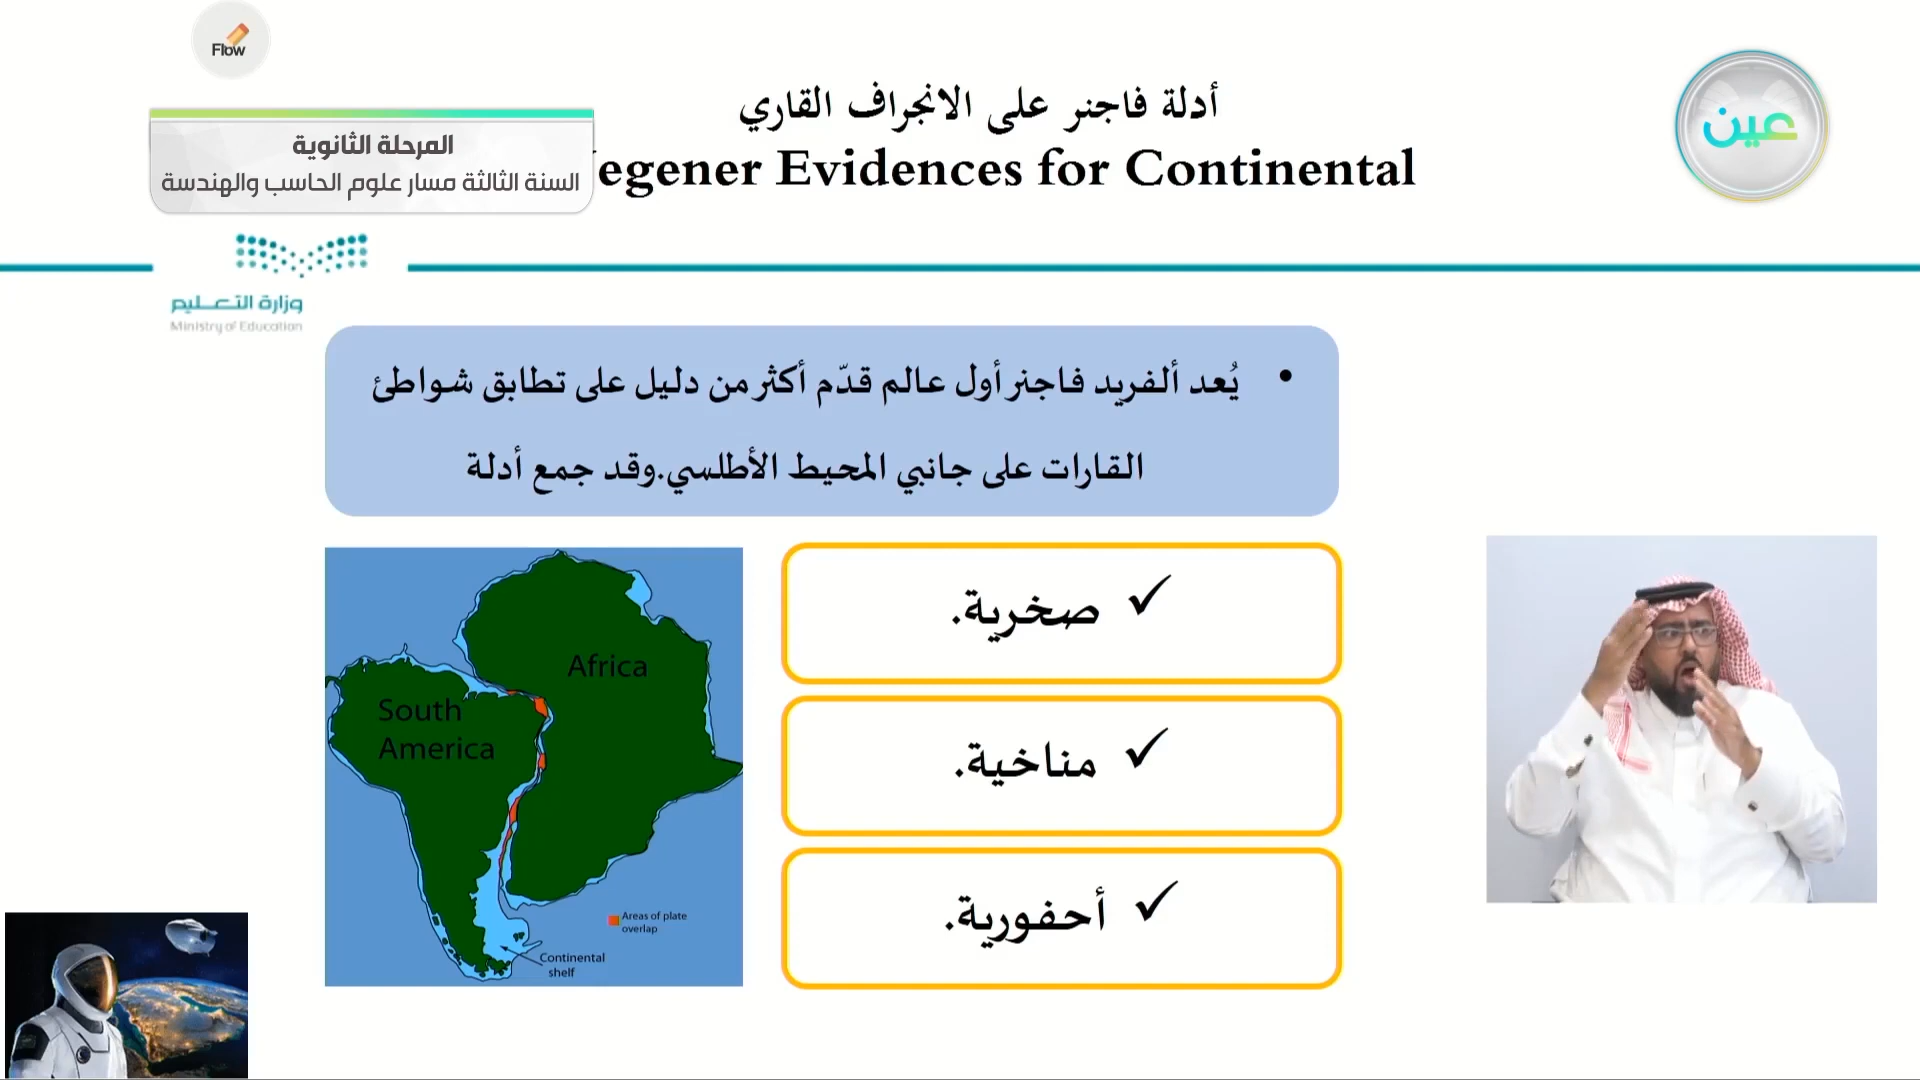 Flow
أدلة فاجنر على الانجراف القاري
egener Evidences for Continental
عين
المرحلة الثانوية
السنة الثالثة مسار علوم الحاسب والهندسة
وزارة التعليم
Ministry of Education
• يُعد ألفريد فاجنر أول عالم قدّم أكثر من دليل على تطابق شواطئ
القارات على جانبي المحيط الأطلسي.وقد جمع أدلة
✓ صخرية.
✓ مناخية.
✓ أحفورية.
Africa
South
America
Areas of plate
overlap
Continental
shelf